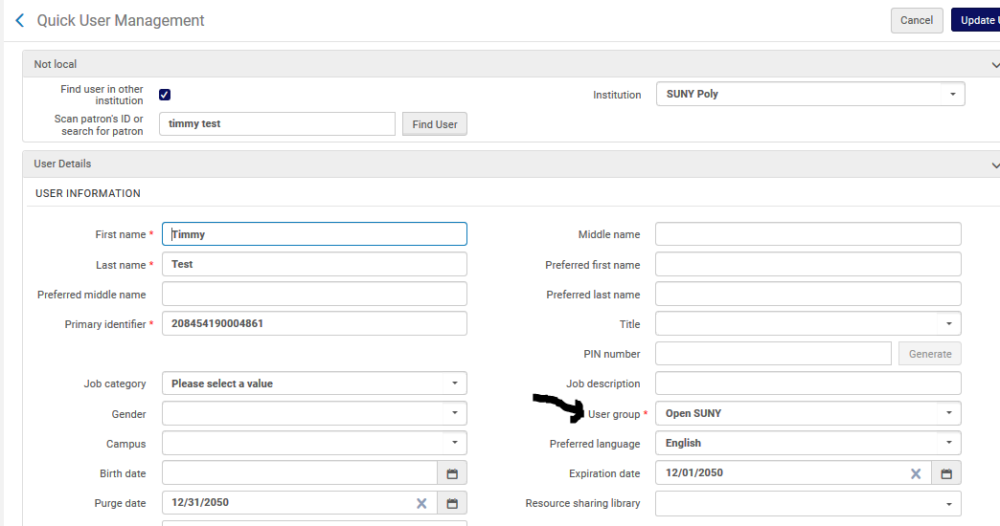 Quick User Management
Cancel
Update
Not local
Find user in other institution
Institution
SUNY Poly
Scan patron's ID or search for patron
timmy test
Find User
User Details
USER INFORMATION
First name *
Timmy
Middle name
Last name *
Test
Preferred first name
Preferred middle name
Preferred last name
Primary identifier *
208454190004861
Title
PIN number
Generate
Job category
Please select a value
Job description
Gender
User group *
Open SUNY
Campus
Preferred language
English
Birth date
Expiration date
12/01/2050
Purge date
12/31/2050
Resource sharing library